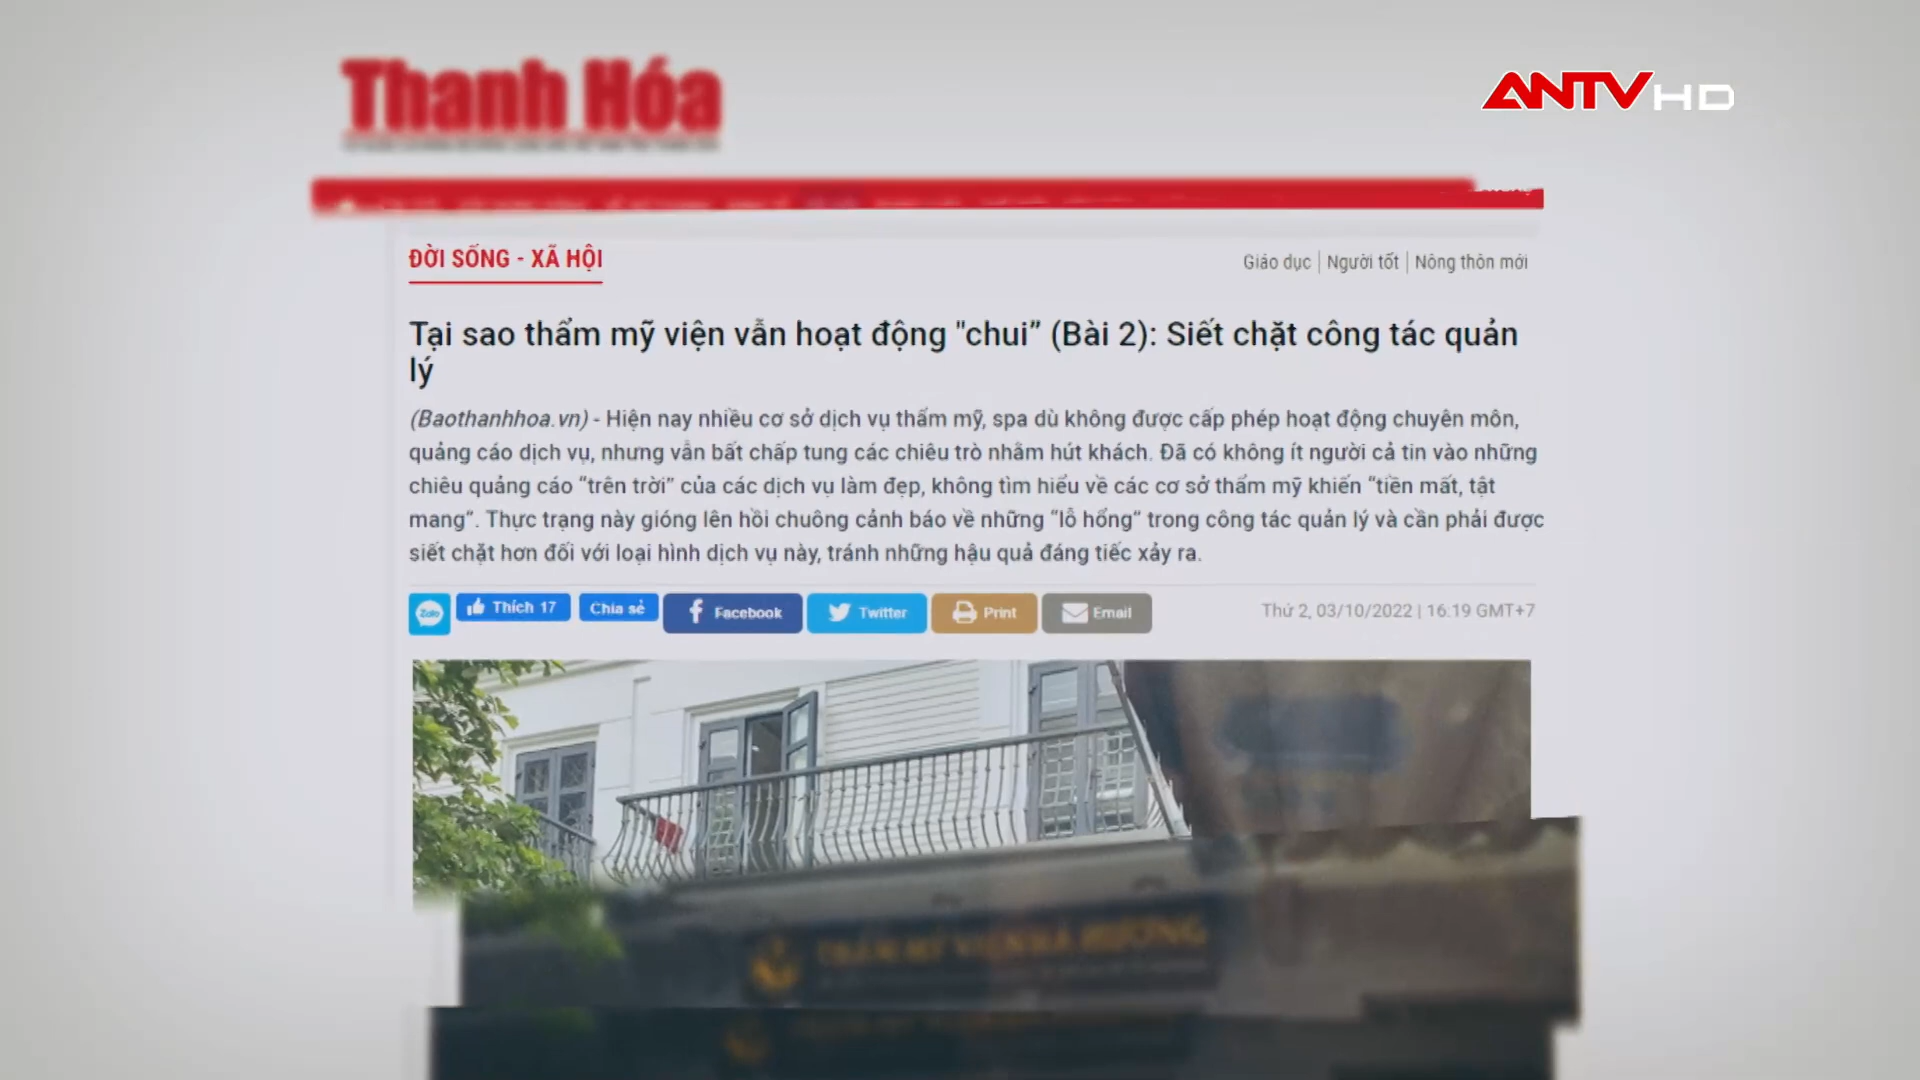 Thanh Hóa
ANTV HD
ĐỜI SỐNG - XÃ HỘI
Giáo dục | Người tốt | Nông thôn mới
Tại sao thẩm mỹ viện vẫn hoạt động "chui” (Bài 2): Siết chặt công tác quản
lý
(Baothanhhoa.vn) - Hiện nay nhiều cơ sở dịch vụ thẩm mỹ, spa dù không được cấp phép hoạt động chuyên môn,
quảng cáo dịch vụ, nhưng vẫn bất chấp tung các chiêu trò nhằm hút khách. Đã có không ít người cả tin vào những
chiêu quảng cáo “trên trời” của các dịch vụ làm đẹp, không tìm hiểu về các cơ sở thẩm mỹ khiến “tiền mất, tật
mang”. Thực trạng này gióng lên hồi chuông cảnh báo về những “lỗ hổng” trong công tác quản lý và cần phải được
siết chặt hơn đối với loại hình dịch vụ này, tránh những hậu quả đáng tiếc xảy ra.
Zalo Thích 17 Chia sẻ Facebook Twitter Print Email
Thứ 2, 03/10/2022 | 16:19 GMT+7